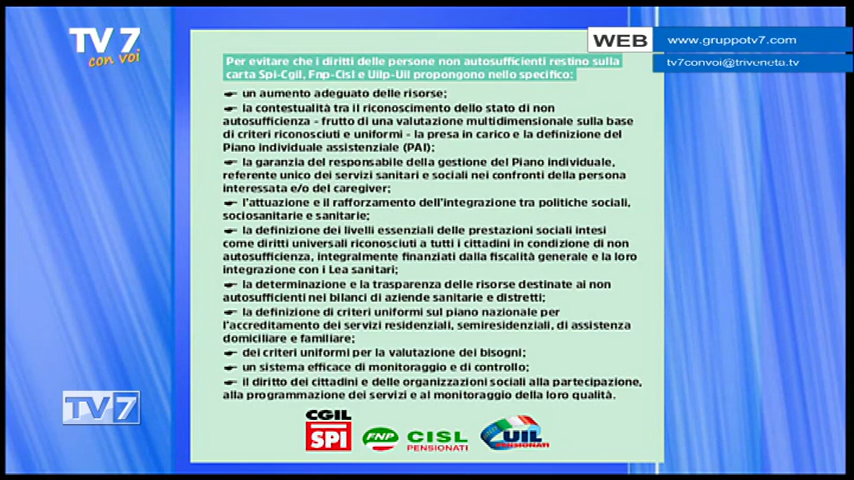 TV7
con voi
WEB
www.gruppotv7.com
tv7convoi@triveneta.tv
Per evitare che i diritti delle persone non autosufficienti restino sulla
carta Spi-Cgil, Fnp-Cisl e Uilp-Uil propongono nello specifico:
☛ un aumento adeguato delle risorse;
☛ la contestualità tra il riconoscimento dello stato di non
autosufficienza - frutto di una valutazione multidimensionale sulla base
di criteri riconosciuti e uniformi - la presa in carico e la definizione del
Piano individuale assistenziale (PAI);
☛ la garanzia del responsabile della gestione del Piano individuale,
referente unico dei servizi sanitari e sociali nei confronti della persona
interessata e/o del caregiver;
☛ l'attuazione e il rafforzamento dell'integrazione tra politiche sociali,
sociosanitarie e sanitarie;
☛ la definizione dei livelli essenziali delle prestazioni sociali intesi
come diritti universali riconosciuti a tutti i cittadini in condizione di non
autosufficienza, integralmente finanziati dalla fiscalità generale e la loro
integrazione con i Lea sanitari;
☛ la determinazione e la trasparenza delle risorse destinate ai non
autosufficienti nei bilanci di aziende sanitarie e distretti;
☛ la definizione di criteri uniformi sul piano nazionale per
l'accreditamento dei servizi residenziali, semiresidenziali, di assistenza
domiciliare e familiare;
☛ dei criteri uniformi per la valutazione dei bisogni;
☛ un sistema efficace di monitoraggio e di controllo;
☛ il diritto dei cittadini e delle organizzazioni sociali alla partecipazione,
alla programmazione dei servizi e al monitoraggio della loro qualità.
TV7
CGIL
SPI
FNP CISL
PENSIONATI
UIL
PENSIONATI